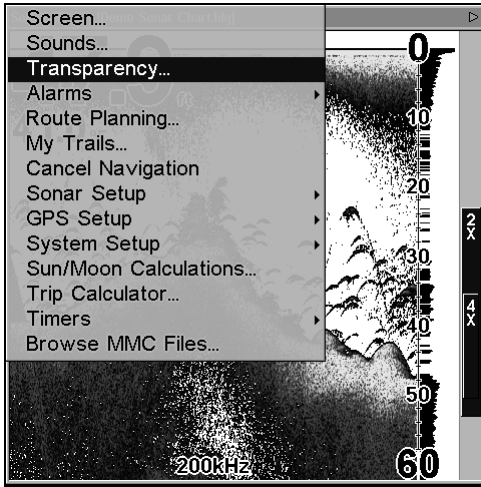 Screen...
Sounds...
Transparency...
Alarms
Route Planning...
My Trails...
Cancel Navigation
Sonar Setup
GPS Setup
System Setup
Sun/Moon Calculations...
Trip Calculator...
Timers
Browse MMC Files...
0
10
20
30
40
50
60
2X
4X
200kHz